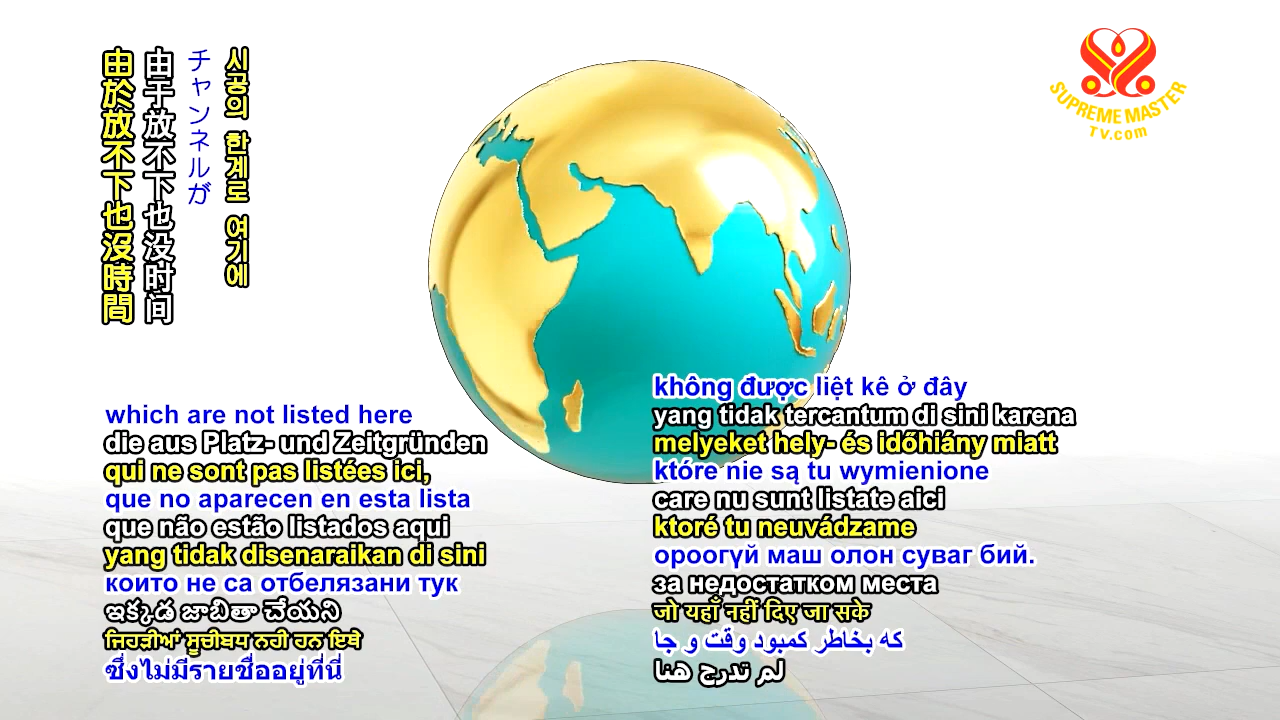 由於放不下也沒時間
由于放不下也没时间
チャンネルが
시공의 한계로 여기에
SUPREME MASTER
TV.com
which are not listed here
die aus Platz- und Zeitgründen
qui ne sont pas listées ici,
que no aparecen en esta lista
que não estão listados aqui
yang tidak disenaraikan di sini
които не са отбелязани тук
ఇక్కడ జాబితా చేయని
ਜਿਹੜੀਆਂ ਸੂਚੀਬਧ ਨਹੀ ਹਨ ਇਥੇ
ซึ่งไม่มีรายชื่ออยู่ที่นี่
không được liệt kê ở đây
yang tidak tercantum di sini karena
melyeket hely- és időhiány miatt
które nie są tu wymienione
care nu sunt listate aici
ktoré tu neuvádzame
ороогүй маш олон суваг бий.
за недостатком места
जो यहाँ नहीं दिए जा सके
که بخاطر کمبود وقت و جا
لم تدرج هنا